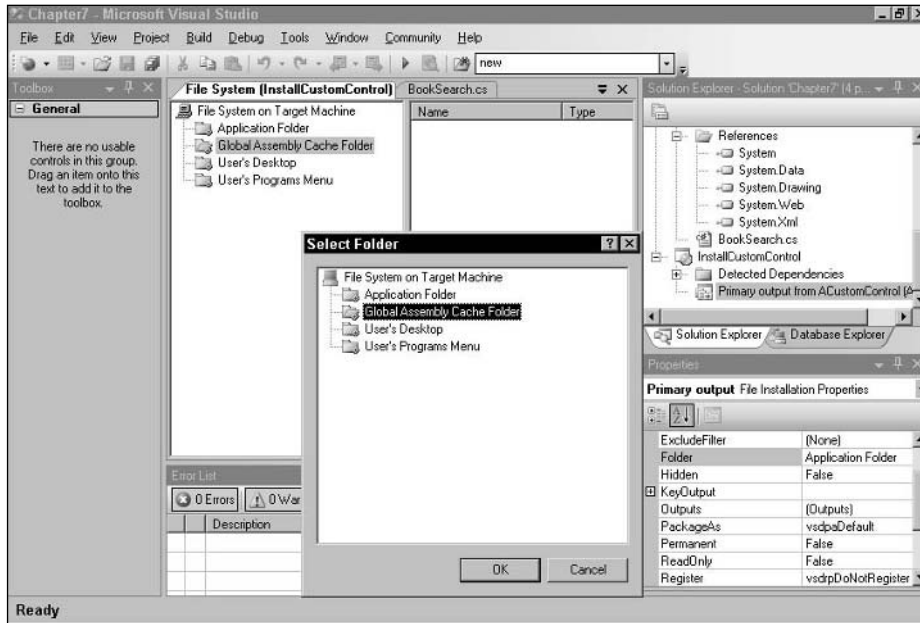 Chapter7 - Microsoft Visual Studio
File Edit View Project Build Debug Tools Window Community Help
new
Toolbox
General
There are no usable
controls in this group.
Drag an item onto this
text to add it to the
toolbox.
File System (InstallCustomControl) BookSearch.cs
File System on Target Machine
Application Folder
Global Assembly Cache Folder
User's Desktop
User's Programs Menu
Name Type
Select Folder
File System on Target Machine
Application Folder
Global Assembly Cache Folder
User's Desktop
User's Programs Menu
OK Cancel
Error List
0 Errors 0 War
Description
Solution Explorer - Solution 'Chapter7' (4 p...
References
System
System.Data
System.Drawing
System.Web
System.Xml
BookSearch.cs
InstallCustomControl
Detected Dependencies
Primary output from ACustomControl (A
Solution Explorer Database Explorer
Properties
Primary output File Installation Properties
ExcludeFilter (None)
Folder Application Folder
Hidden False
KeyOutput
Outputs (Outputs)
PackageAs vsdpaDefault
Permanent False
ReadOnly False
Register vsdrpDoNotRegister
Ready